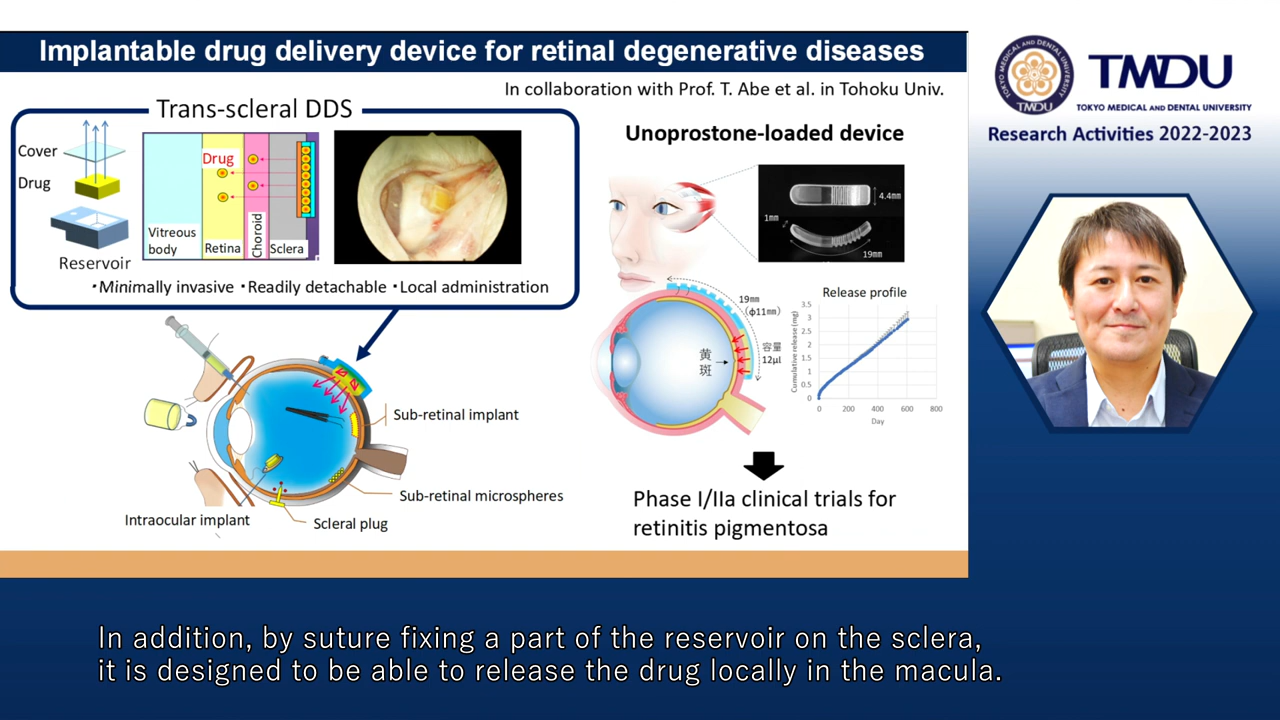 Implantable drug delivery device for retinal degenerative diseases
In collaboration with Prof. T. Abe et al. in Tohoku Univ.
Trans-scleral DDS
Cover
Drug
Reservoir
Drug
Vitreous
body
Retina
Choroid
Sclera
・Minimally invasive ・Readily detachable ・Local administration
Sub-retinal implant
Sub-retinal microspheres
Intraocular implant
Scleral plug
Unoprostone-loaded device
4.4mm
1mm
19mm
19mm
(φ11mm)
容量
12μl
黄
斑
Release profile
Cumulative release (mg)
3.5
3
2.5
2
1.5
1
0.5
0
0 200 400 600 800
Day
Phase I/IIa clinical trials for
retinitis pigmentosa
TMDU
TOKYO MEDICAL AND DENTAL UNIVERSITY
TMDU
TOKYO MEDICAL AND DENTAL UNIVERSITY
Research Activities 2022-2023
In addition, by suture fixing a part of the reservoir on the sclera,
it is designed to be able to release the drug locally in the macula.